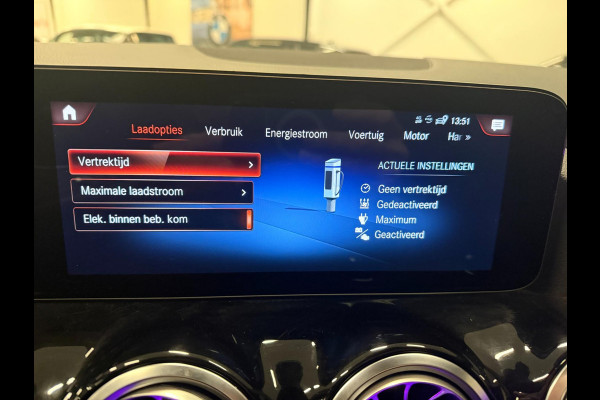 13:51
Laadopties Verbruik Energiestroom Voertuig Motor Har »
Vertrektijd
Maximale laadstroom
Elek. binnen beb. kom
ACTUELE INSTELLINGEN
Geen vertrektijd
Gedeactiveerd
Maximum
Geactiveerd